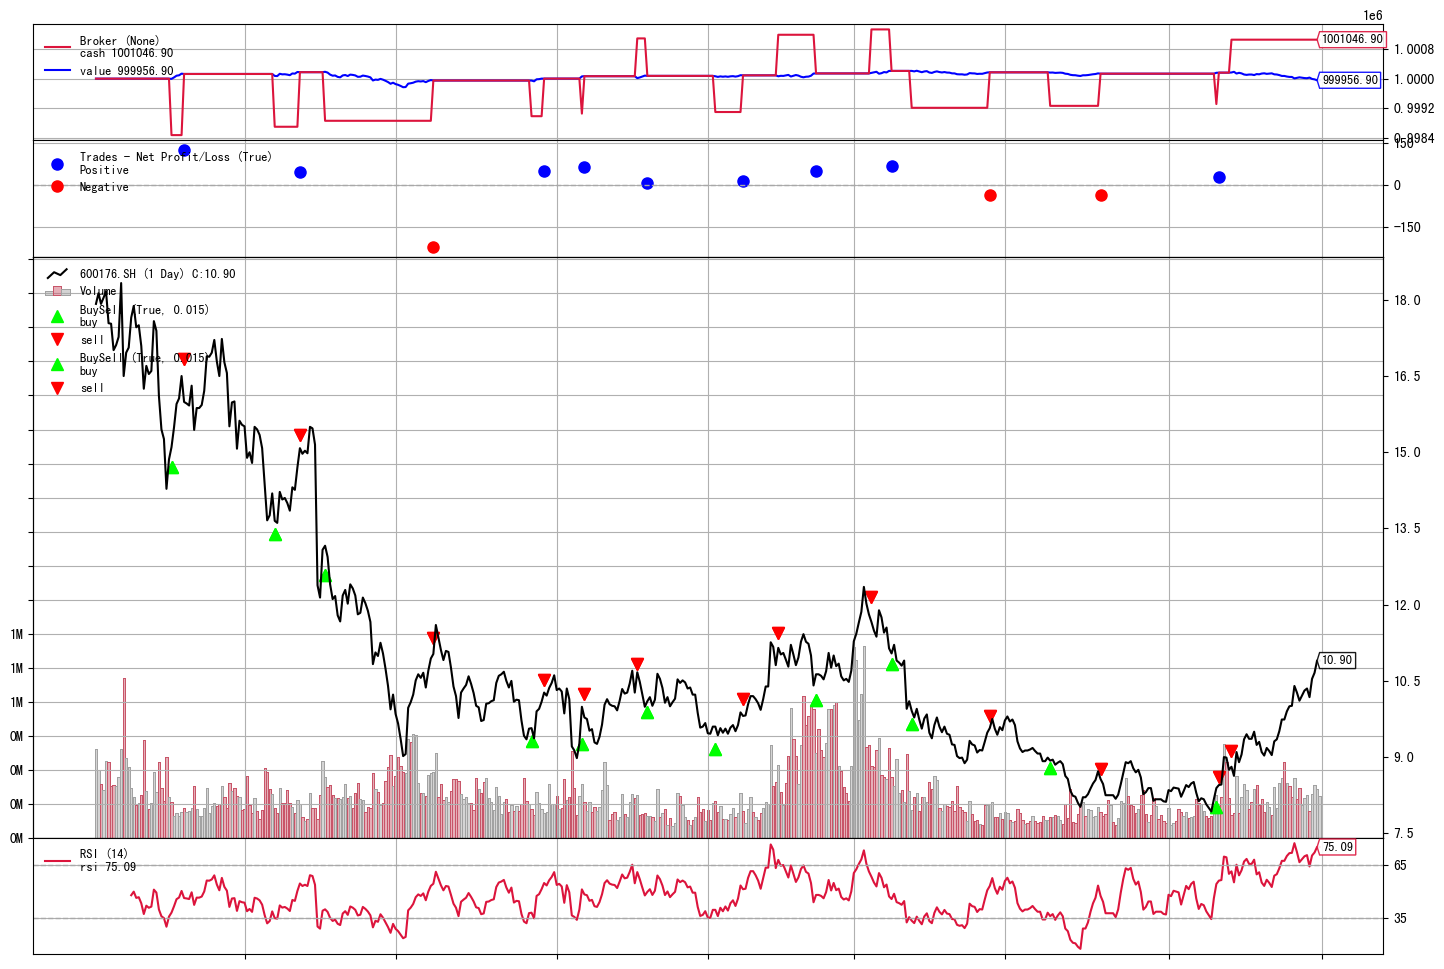 1e6
Broker (None)
cash 1001046.90
value 999956.90
1001046.90
1.0008
1.0000
999956.90
0.9992
0.9984
Trades - Net Profit/Loss (True)
Positive
Negative
150
0
-150
600176.SH (1 Day) C:10.90
Volume
BuySell (True, 0.015)
buy
sell
BuySell (True, 0.015)
buy
sell
18.0
16.5
15.0
13.5
12.0
10.90
10.5
9.0
7.5
1M
1M
1M
0M
0M
0M
0M
RSI (14)
rsi 75.09
75.09
65
35